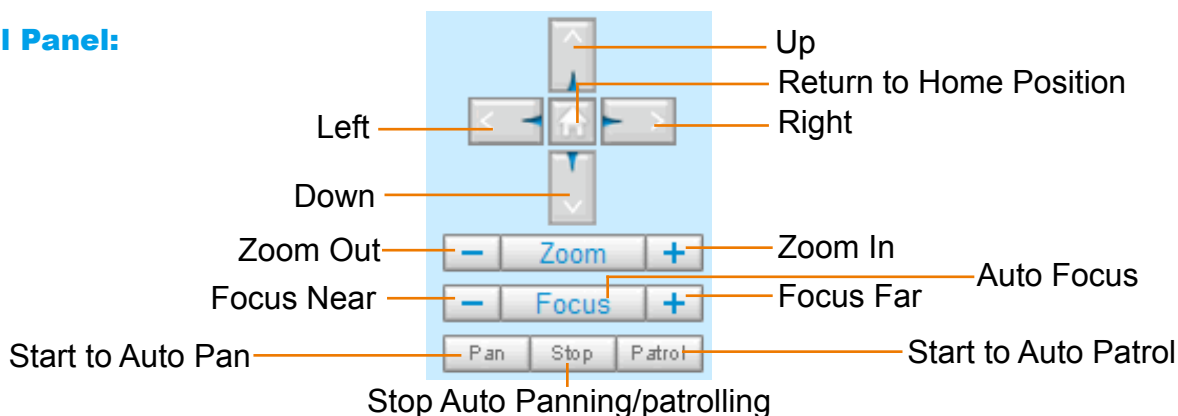 l Panel:
Up
Return to Home Position
Left
Right
Down
Zoom Out
− Zoom +
Zoom In
Auto Focus
Focus Near
− Focus +
Focus Far
Start to Auto Pan
Pan Stop Patrol
Start to Auto Patrol
Stop Auto Panning/patrolling